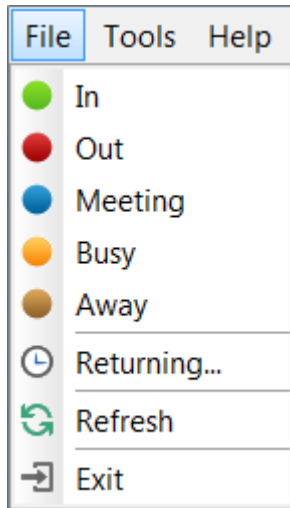 File Tools Help
In
Out
Meeting
Busy
Away
Returning...
Refresh
Exit